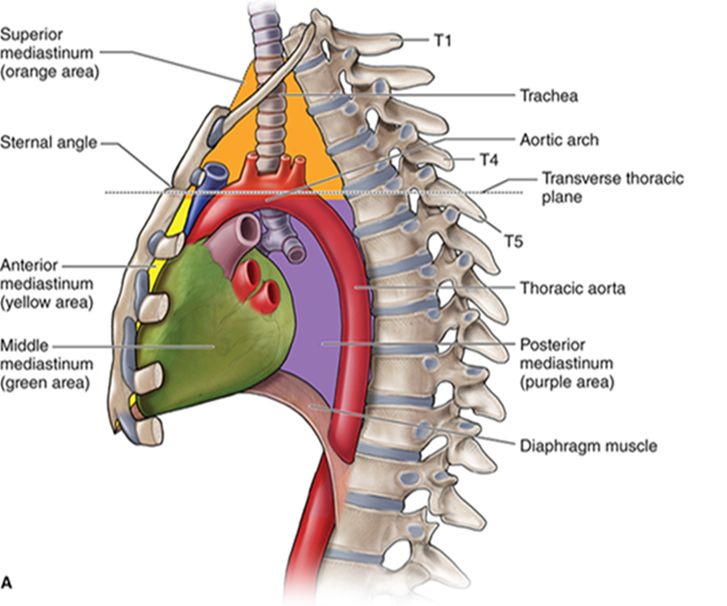 Superior
mediastinum
(orange area)
Sternal angle
Anterior
mediastinum
(yellow area)
Middle
mediastinum
(green area)
T1
Trachea
Aortic arch
T4
Transverse thoracic
plane
T5
Thoracic aorta
Posterior
mediastinum
(purple area)
Diaphragm muscle
A